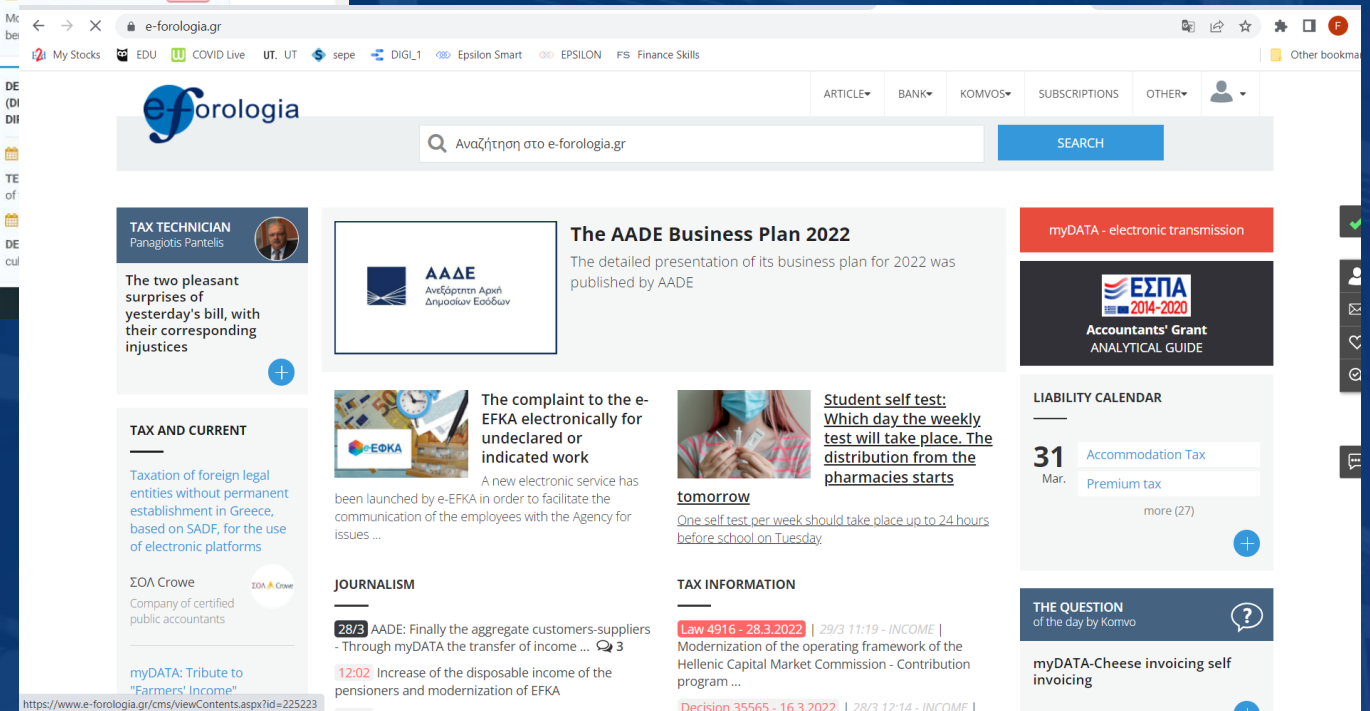 Mo
ber
DE
(DI
DIF
TE
of
DE
cul
e-forologia.gr
F
My Stocks
EDU
COVID Live
UT. UT
sepe
DIGI_1
Epsilon Smart
EPSILON
FS Finance Skills
Other bookmar
eforologia
ARTICLE
BANK
KOMVOS
SUBSCRIPTIONS
OTHER
Αναζήτηση στο e-forologia.gr
SEARCH
TAX TECHNICIAN
Panagiotis Pantelis
The two pleasant
surprises of
yesterday's bill, with
their corresponding
injustices
TAX AND CURRENT
Taxation of foreign legal
entities without permanent
establishment in Greece,
based on SADF, for the use
of electronic platforms
ΣΟΛ Crowe
ΣΟΛ Crowe
Company of certified
public accountants
myDATA: Tribute to
"Farmers' Income"
https://www.e-forologia.gr/cms/viewContents.aspx?id=225223
ΑΑΔΕ
Ανεξάρτητη Αρχή
Δημοσίων Εσόδων
The AADE Business Plan 2022
The detailed presentation of its business plan for 2022 was
published by AADE
e-ΕΦΚΑ
The complaint to the e-
EFKA electronically for
undeclared or
indicated work
A new electronic service has
been launched by e-EFKA in order to facilitate the
communication of the employees with the Agency for
issues ...
Student self test:
Which day the weekly
test will take place. The
distribution from the
pharmacies starts
tomorrow
One self test per week should take place up to 24 hours
before school on Tuesday
JOURNALISM
28/3 AADE: Finally the aggregate customers-suppliers
- Through myDATA the transfer of income ... 3
12:02 Increase of the disposable income of the
pensioners and modernization of EFKA
TAX INFORMATION
Law 4916 - 28.3.2022 | 29/3 11:19 - INCOME |
Modernization of the operating framework of the
Hellenic Capital Market Commission - Contribution
program ...
Decision 35565 - 16.3.2022 | 28/3 12:14 - INCOME |
myDATA - electronic transmission
ΕΣΠΑ
2014-2020
Accountants' Grant
ANALYTICAL GUIDE
LIABILITY CALENDAR
31
Mar.
Accommodation Tax
Premium tax
more (27)
THE QUESTION
of the day by Komvo
myDATA-Cheese invoicing self
invoicing